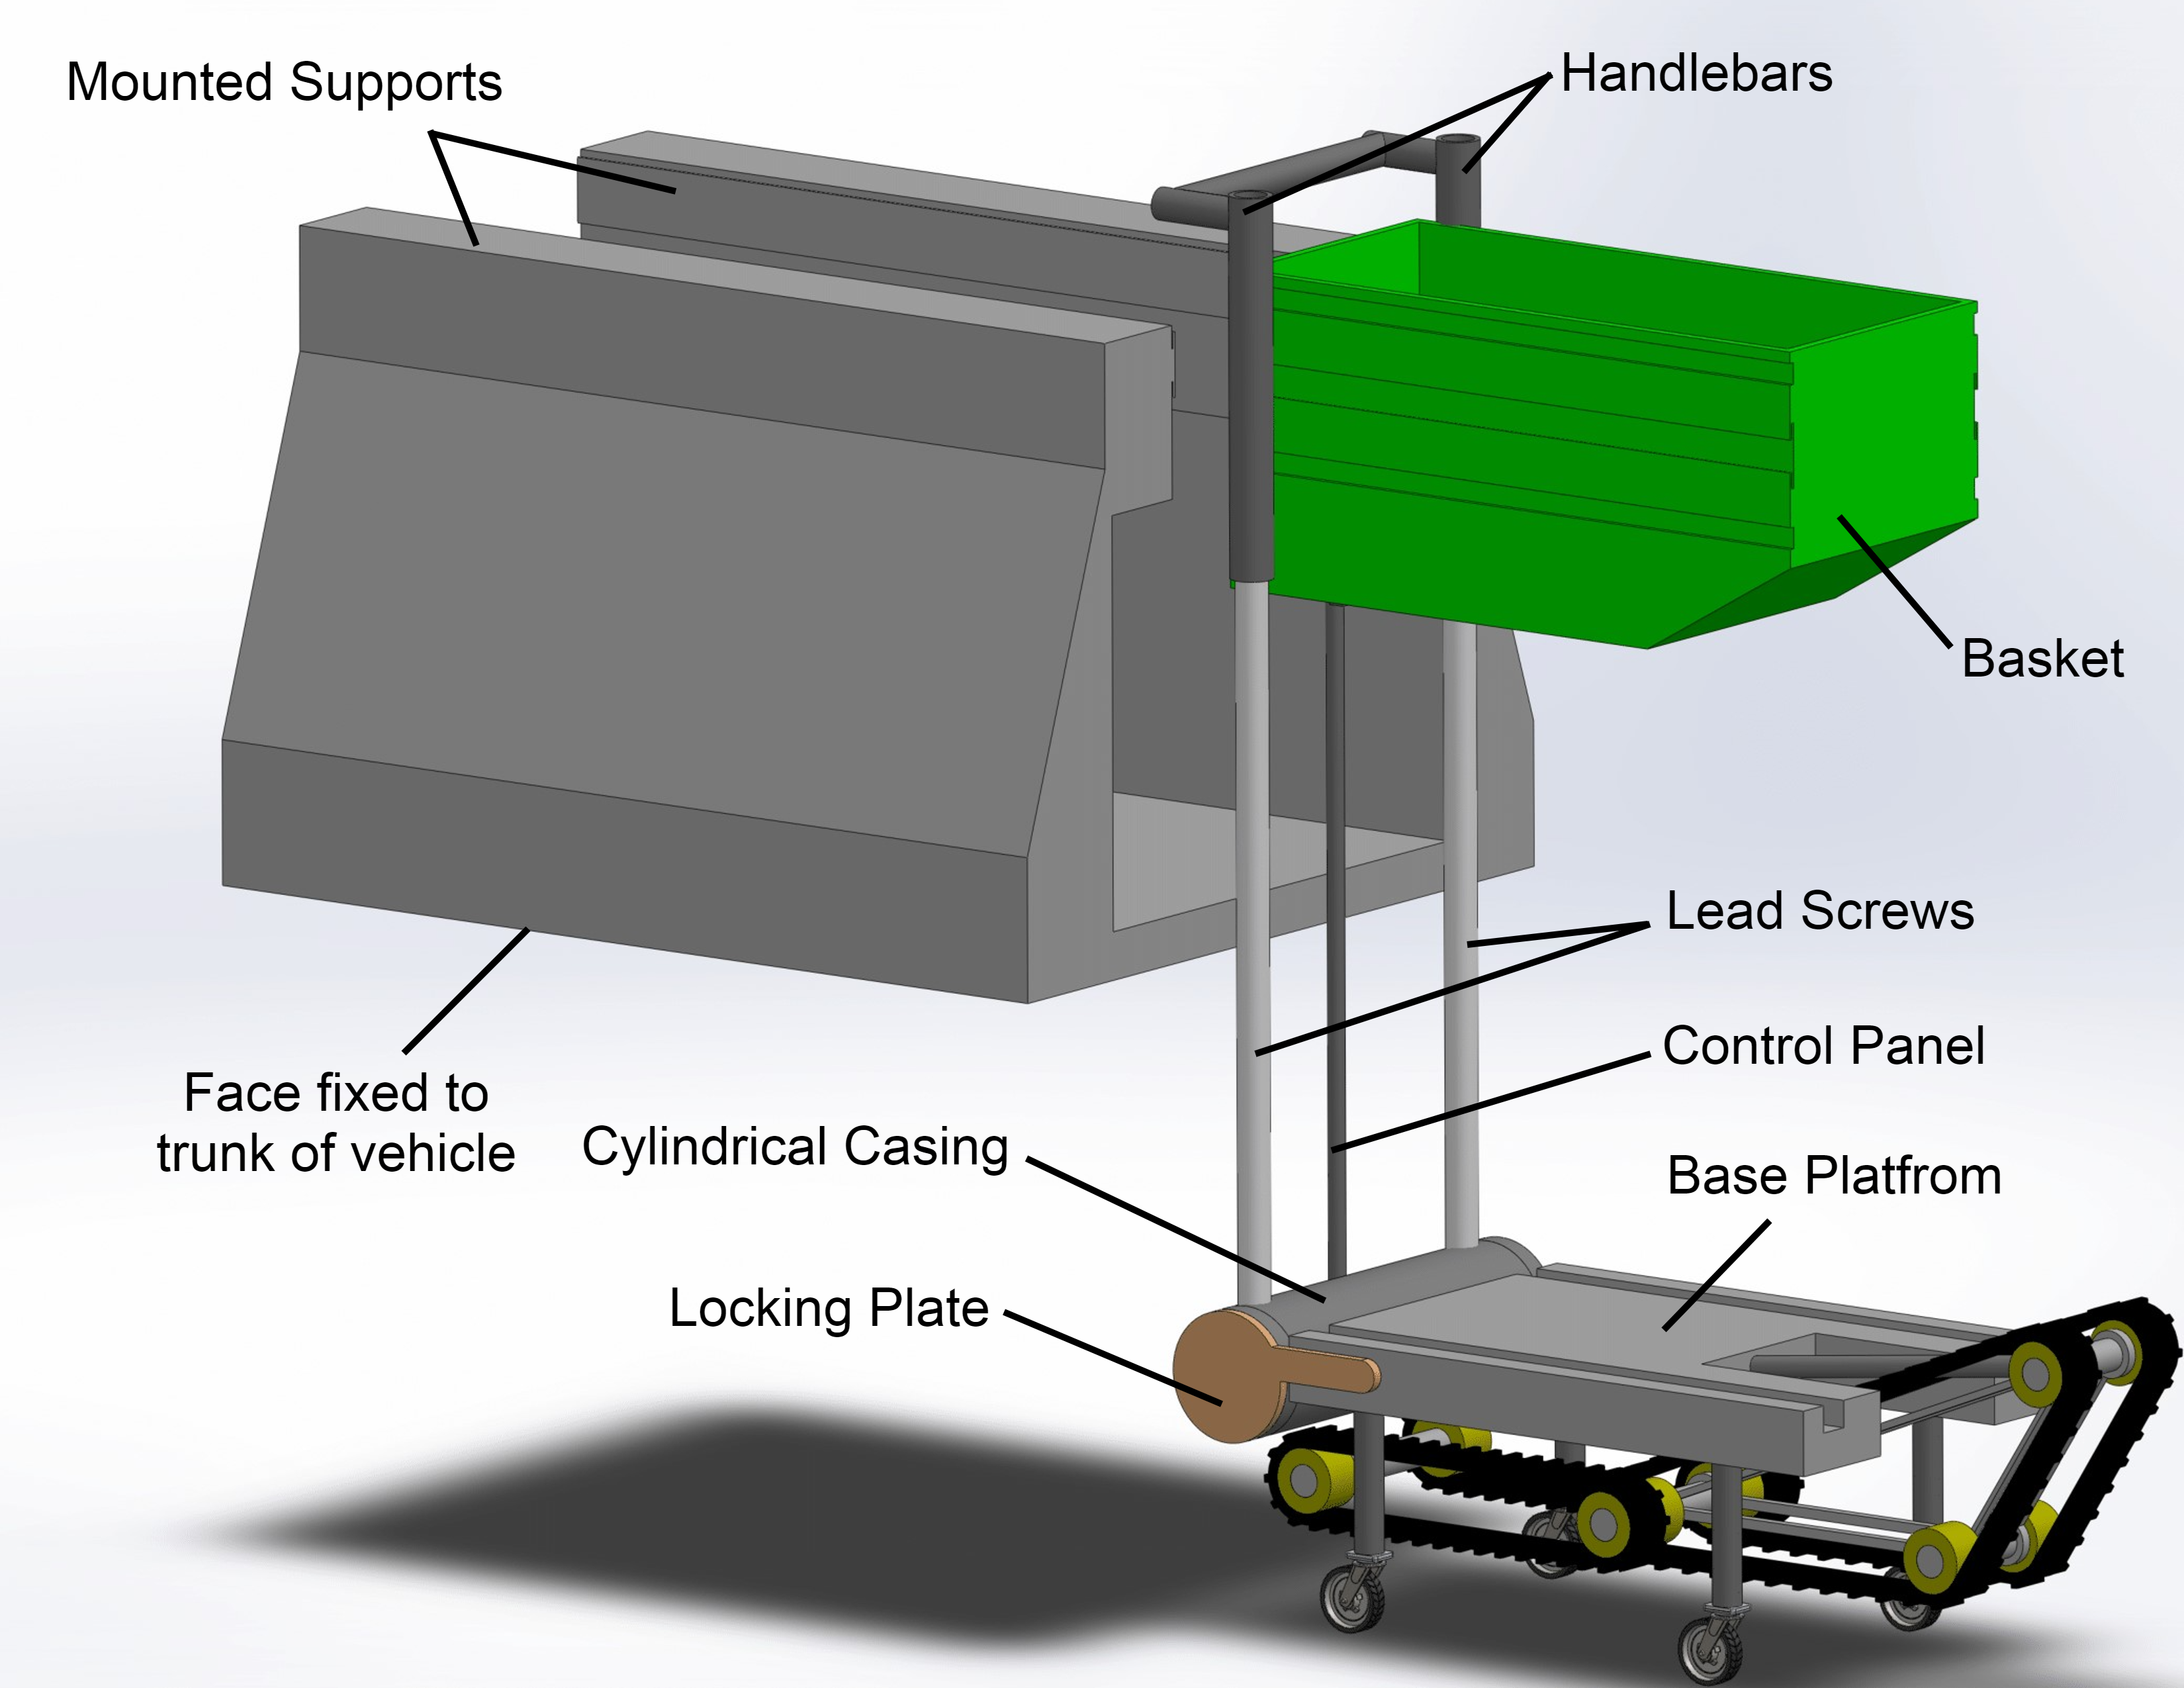 Mounted Supports
Handlebars
Basket
Lead Screws
Control Panel
Face fixed to
trunk of vehicle
Cylindrical Casing
Base Platfrom
Locking Plate